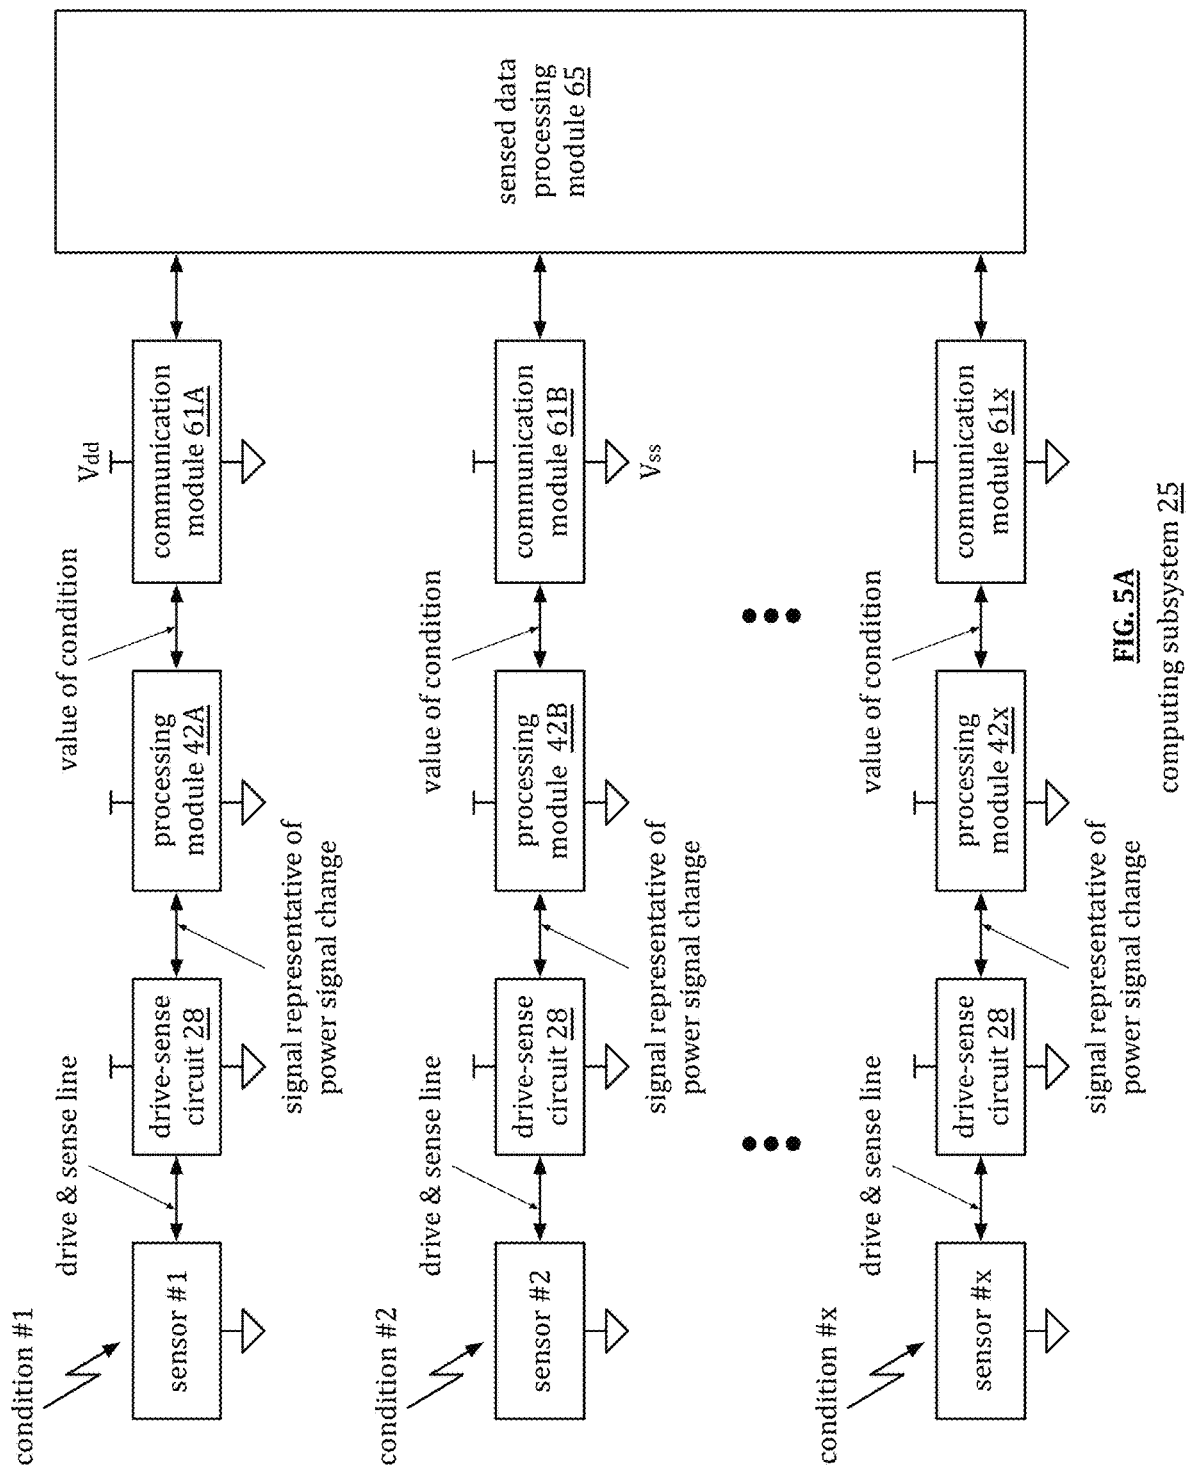 condition #1
drive & sense line
value of condition
Vdd
sensor #1
drive-sense
circuit 28
processing
module 42A
communication
module 61A
signal representative of
power signal change
condition #2
drive & sense line
value of condition
sensor #2
drive-sense
circuit 28
processing
module 42B
communication
module 61B
Vss
signal representative of
power signal change
sensed data
processing
module 65
condition #x
drive & sense line
value of condition
sensor #x
drive-sense
circuit 28
processing
module 42x
communication
module 61x
signal representative of
power signal change
FIG. 5A
computing subsystem 25